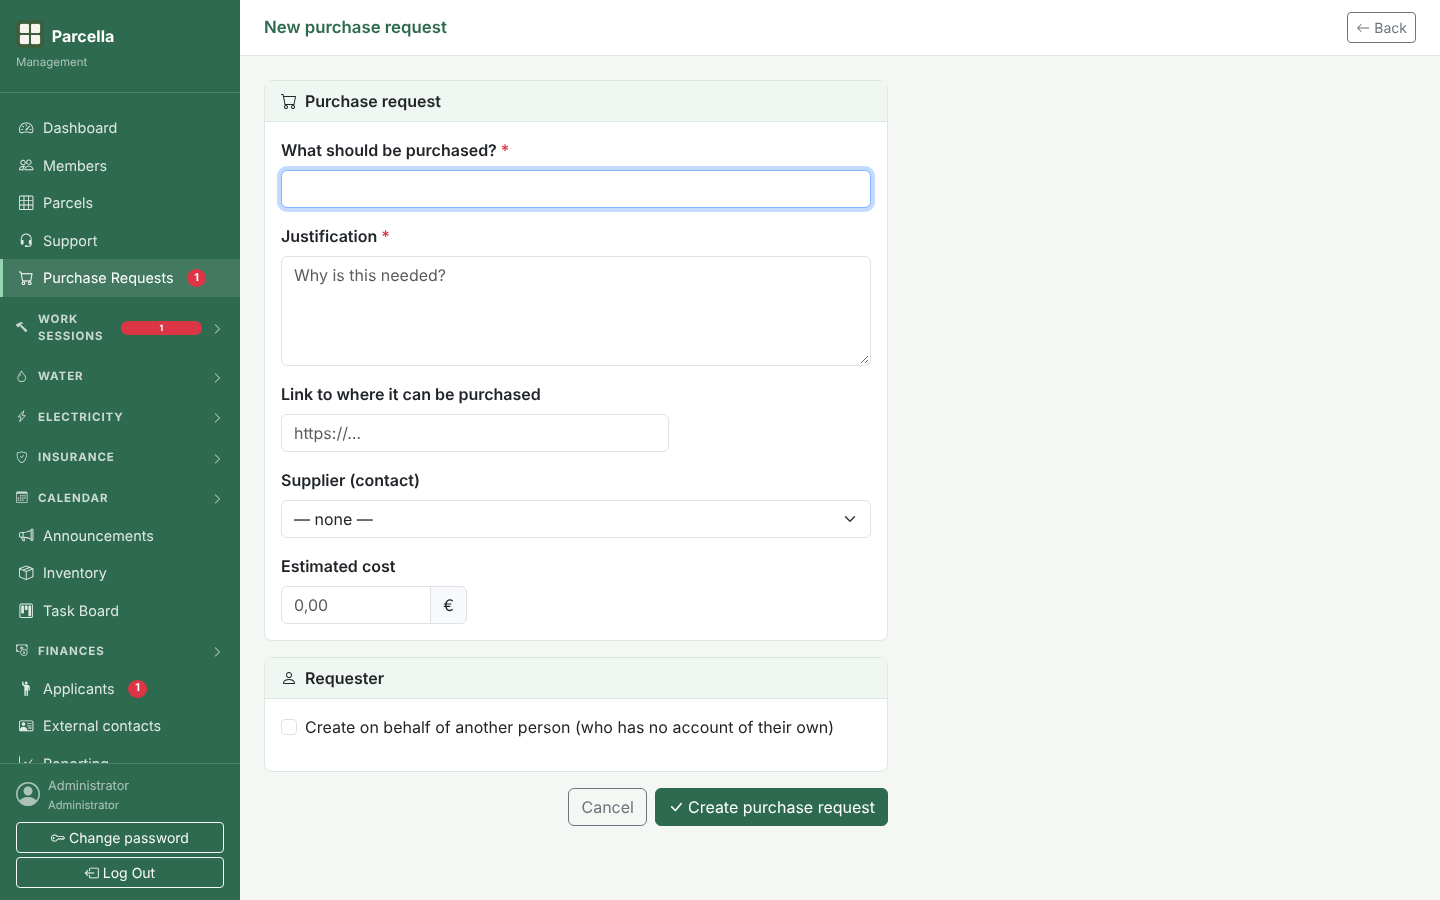 Parcella
Management
Dashboard
Members
Parcels
Support
Purchase Requests 1
WORK SESSIONS 1
WATER
ELECTRICITY
INSURANCE
CALENDAR
Announcements
Inventory
Task Board
FINANCES
Applicants 1
External contacts
Reporting
Administrator
Administrator
Change password
Log Out
New purchase request
Back
Purchase request
What should be purchased? *
Justification *
Why is this needed?
Link to where it can be purchased
https://...
Supplier (contact)
— none —
Estimated cost
0,00 €
Requester
Create on behalf of another person (who has no account of their own)
Cancel
Create purchase request